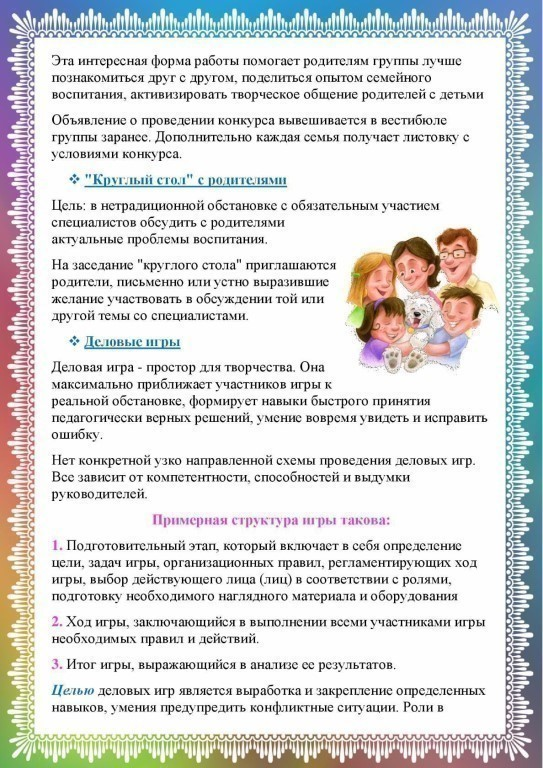 Эта интересная форма работы помогает родителям группы лучше
познакомиться друг с другом, поделиться опытом семейного
воспитания, активизировать творческое общение родителей с детьми
Объявление о проведении конкурса вывешивается в вестибюле
группы заранее. Дополнительно каждая семья получает листовку с
условиями конкурса.
❖ "Круглый стол" с родителями
Цель: в нетрадиционной обстановке с обязательным участием
специалистов обсудить с родителями
актуальные проблемы воспитания.
На заседание "круглого стола" приглашаются
родители, письменно или устно выразившие
желание участвовать в обсуждении той или
другой темы со специалистами.
❖ Деловые игры
Деловая игра - простор для творчества. Она
максимально приближает участников игры к
реальной обстановке, формирует навыки быстрого принятия
педагогически верных решений, умение вовремя увидеть и исправить
ошибку.
Нет конкретной узко направленной схемы проведения деловых игр.
Все зависит от компетентности, способностей и выдумки
руководителей.
Примерная структура игры такова:
1. Подготовительный этап, который включает в себя определение
цели, задач игры, организационных правил, регламентирующих ход
игры, выбор действующего лица (лиц) в соответствии с ролями,
подготовку необходимого наглядного материала и оборудования
2. Ход игры, заключающийся в выполнении всеми участниками игры
необходимых правил и действий.
3. Итог игры, выражающийся в анализе ее результатов.
Целью деловых игр является выработка и закрепление определенных
навыков, умения предупредить конфликтные ситуации. Роли в